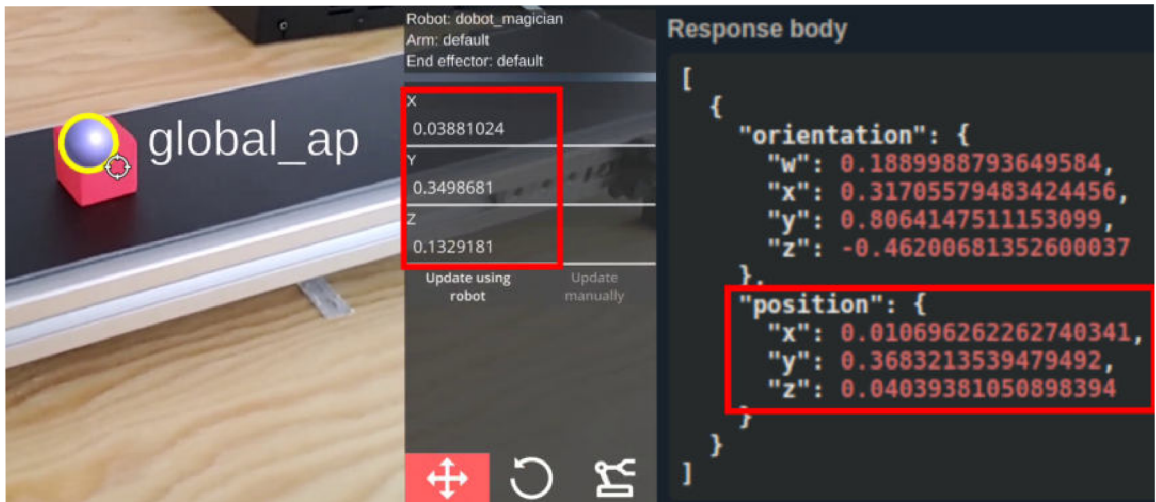 global_ap
Robot: dobot_magician
Arm: default
End effector: default
X
0.03881024
Y
0.3498681
Z
0.1329181
Update using
robot
Update
manually
Response body
[
{
"orientation": {
"w": 0.1889988793649584,
"x": 0.31705579483424456,
"y": 0.8064147511153099,
"z": -0.46200681352600037
},
"position": {
"x": 0.010696262262740341,
"y": 0.3683213539479492,
"z": 0.04039381050898394
}
}
]